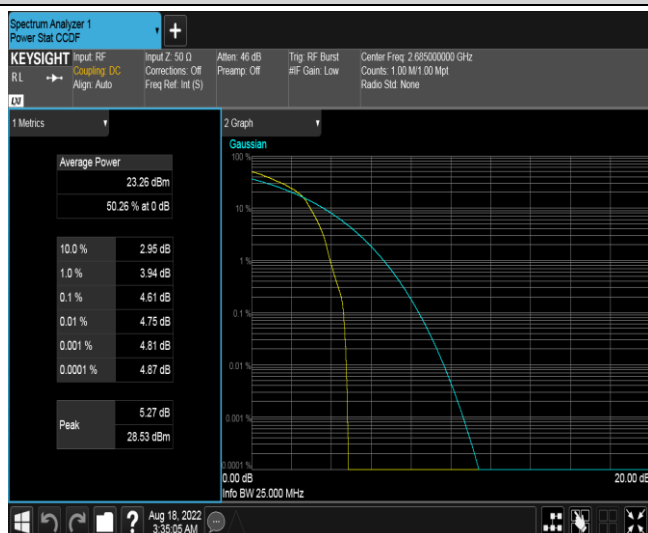 Spectrum Analyzer 1
Power Stat CCDF
+
KEYSIGHT
Input: RF
Input Z: 50 Ω
Atten: 46 dB
Trig: RF Burst
Center Freq: 2.685000000 GHz
RL
Coupling: DC
Corrections: Off
Preamp: Off
#IF Gain: Low
Counts: 1.00 M/1.00 Mpt
Align: Auto
Freq Ref: Int (S)
Radio Std: None
LXI
1 Metrics
2 Graph
Average Power
23.26 dBm
50.26 % at 0 dB
10.0 % 2.95 dB
1.0 % 3.94 dB
0.1 % 4.61 dB
0.01 % 4.75 dB
0.001 % 4.81 dB
0.0001 % 4.87 dB
Peak
5.27 dB
28.53 dBm
Gaussian
100 %
10 %
1 %
0.1 %
0.01 %
0.001 %
0.0001 %
0.00 dB
20.00 dB
Info BW 25.000 MHz
?
Aug 18, 2022
3:35:05 AM